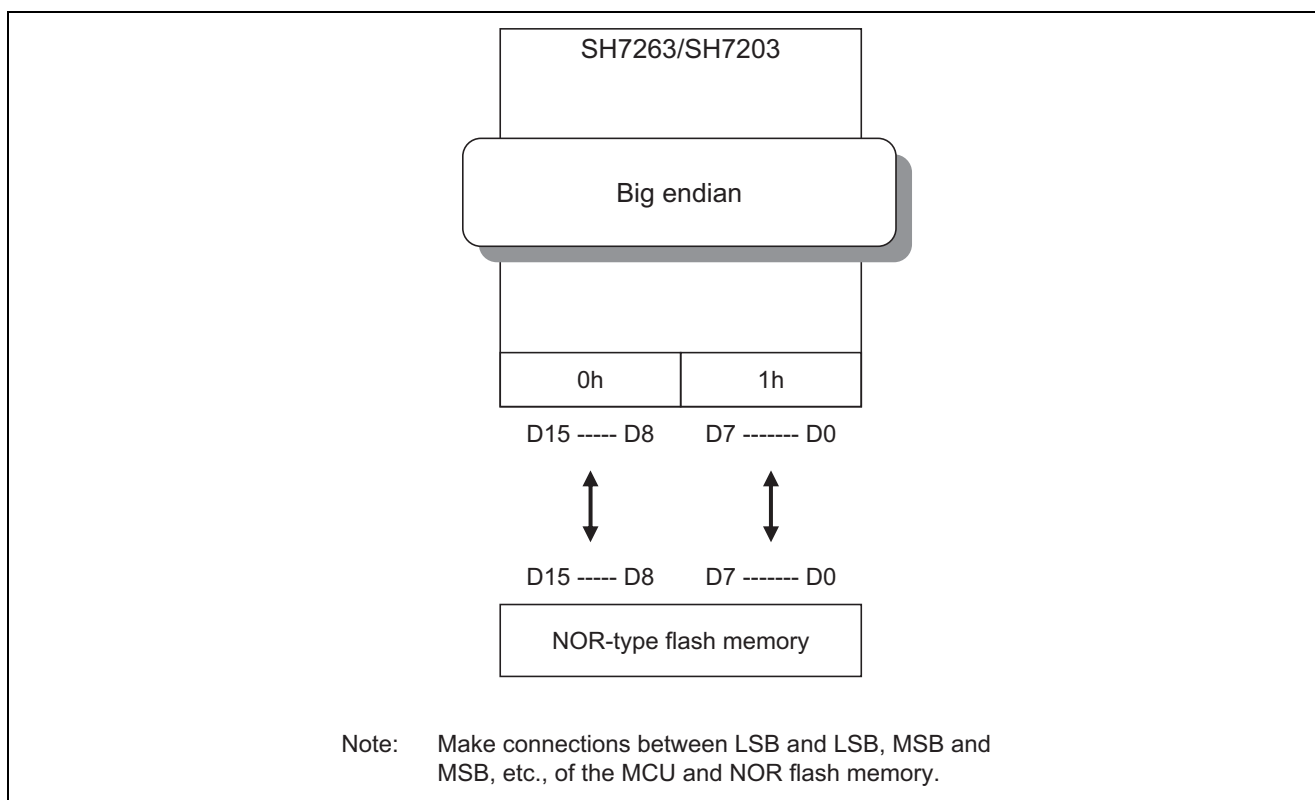 SH7263/SH7203
Big endian
0h 1h
D15 ----- D8 D7 ------- D0
D15 ----- D8 D7 ------- D0
NOR-type flash memory
Note: Make connections between LSB and LSB, MSB and
MSB, etc., of the MCU and NOR flash memory.